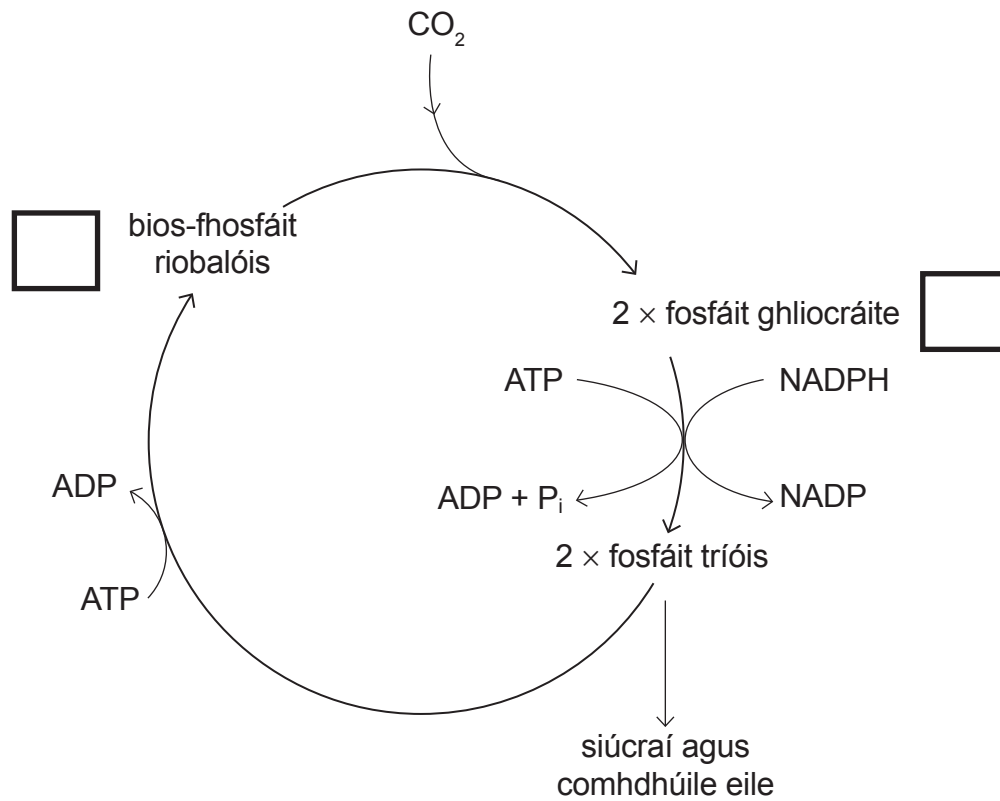 CO₂
bios-fhosfáit
riobalóis
2 × fosfáit ghliocráite
ATP
NADPH
ADP
ADP + Pᵢ
NADP
2 × fosfáit tríóis
ATP
siúcraí agus
comhdhúile eile